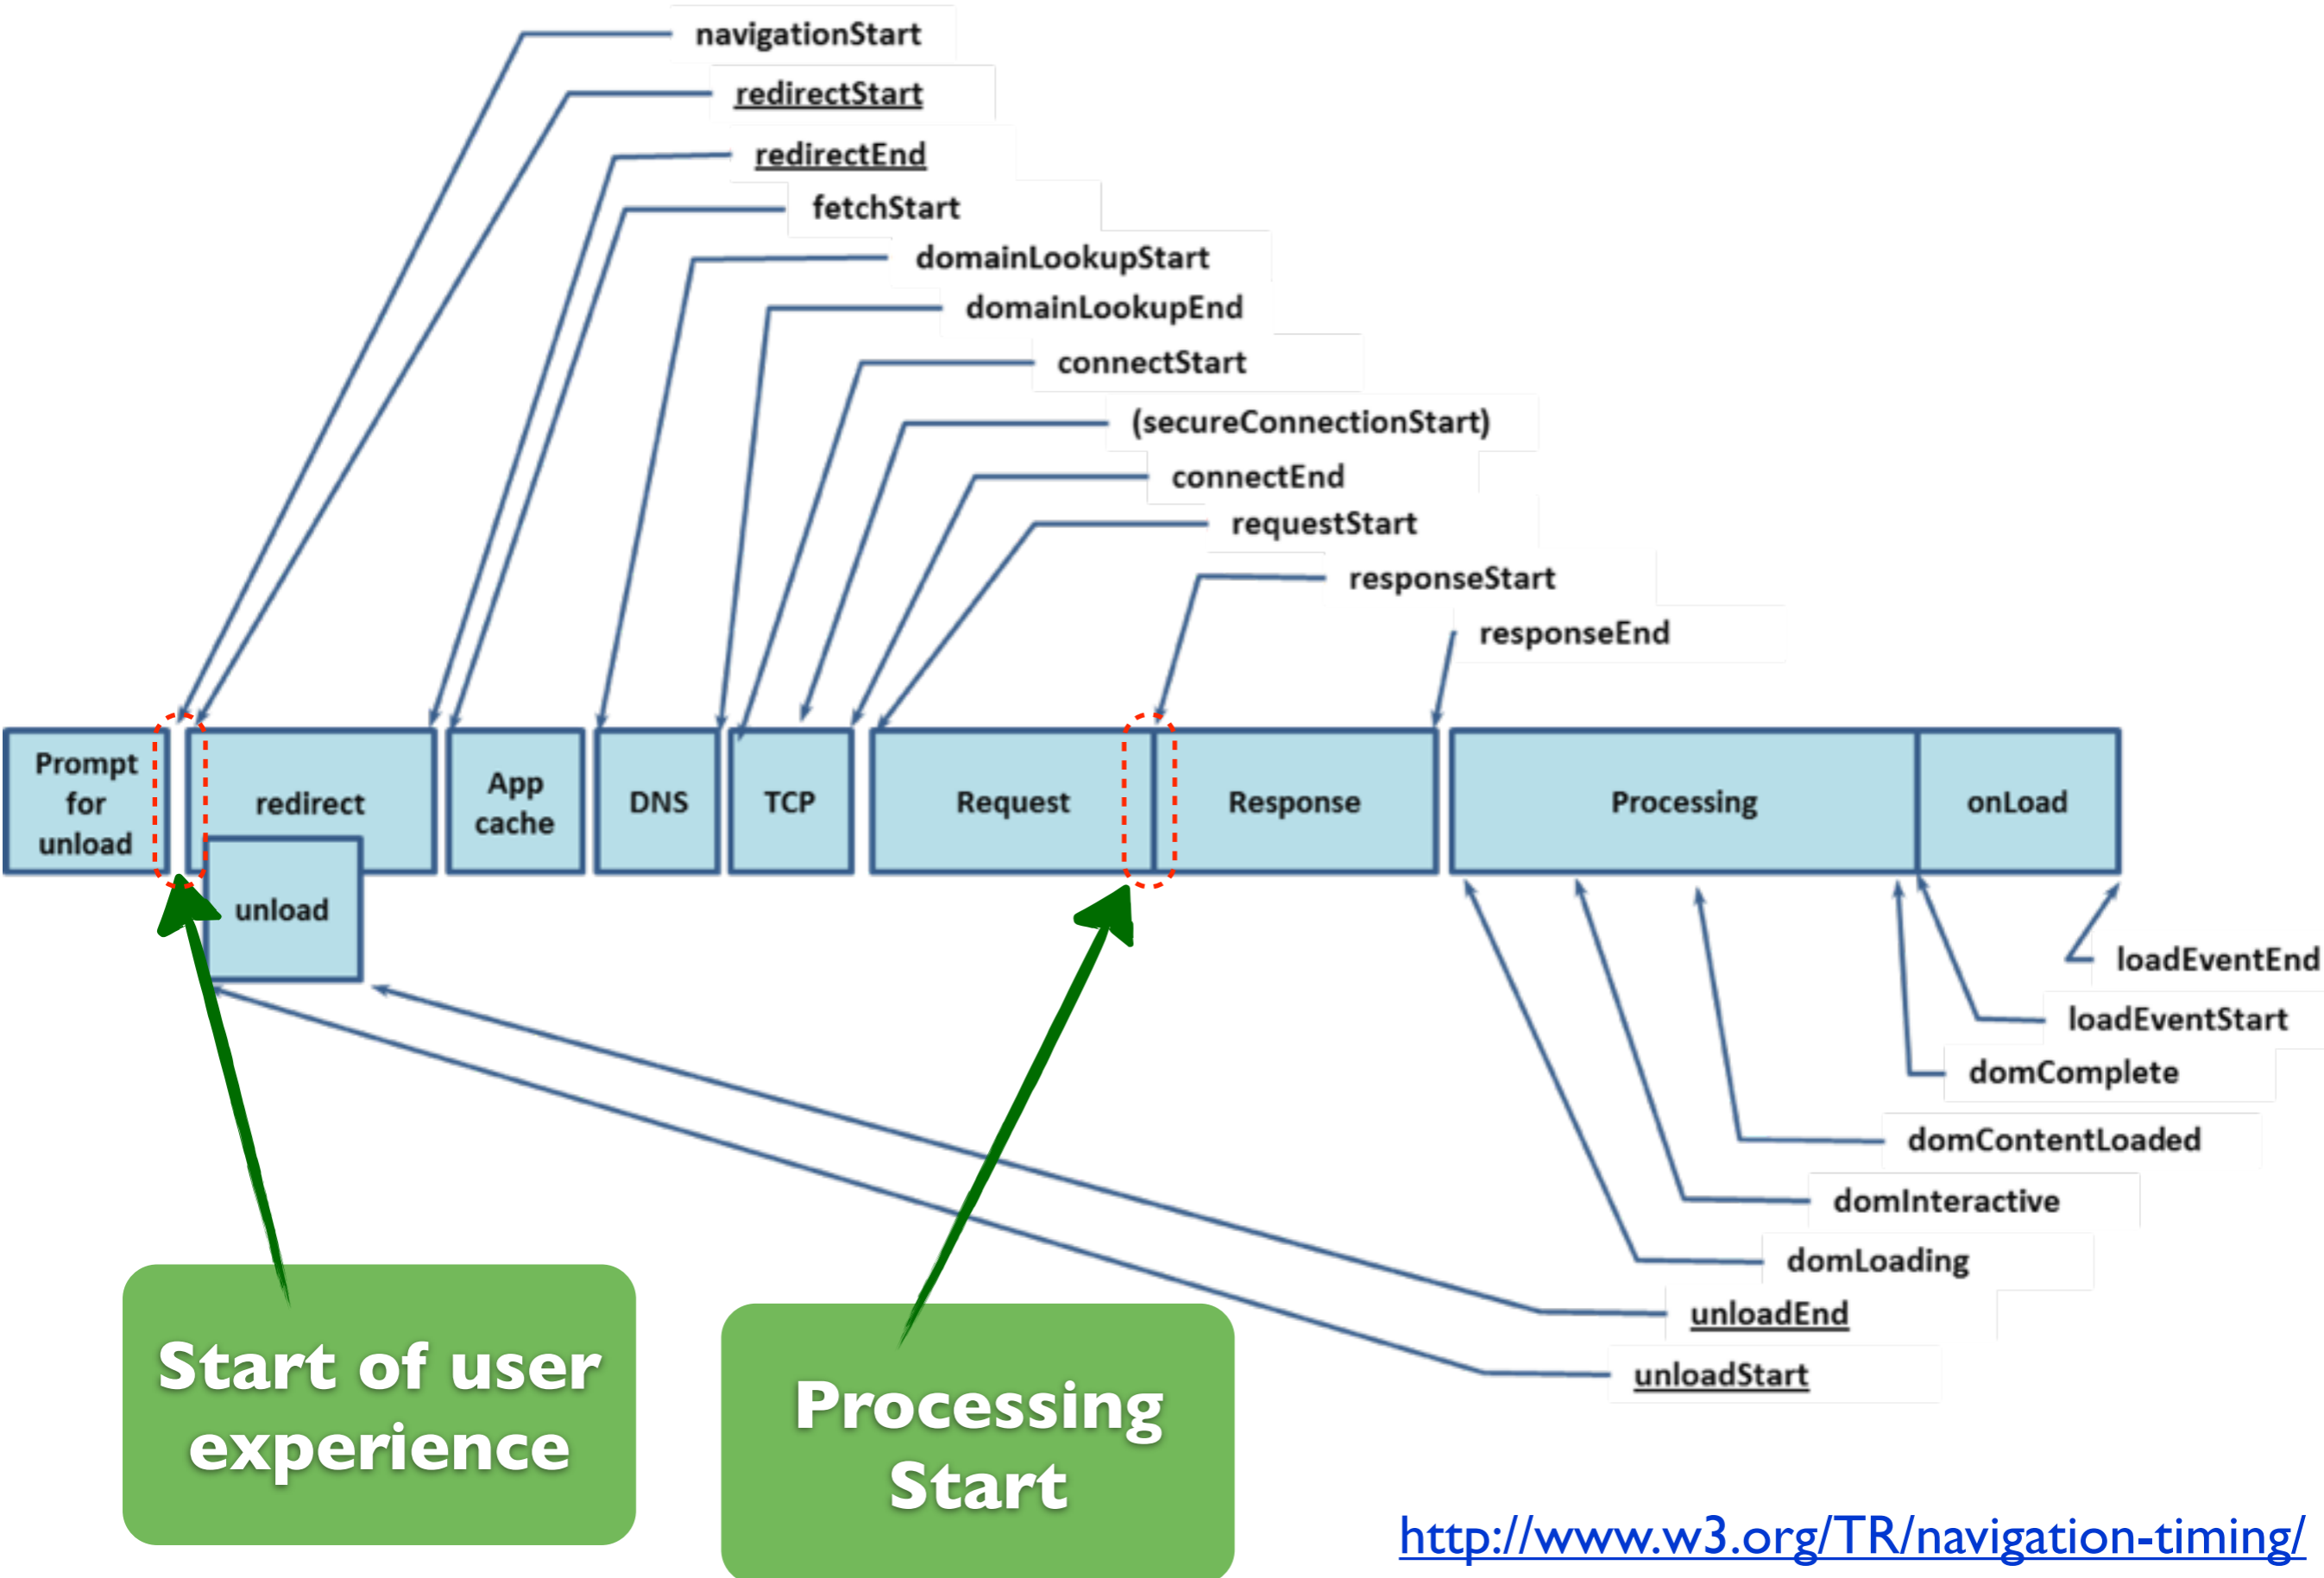 navigationStart
redirectStart
redirectEnd
fetchStart
domainLookupStart
domainLookupEnd
connectStart
(secureConnectionStart)
connectEnd
requestStart
responseStart
responseEnd
Prompt
for
unload
redirect
unload
App
cache
DNS
TCP
Request
Response
Processing
onLoad
loadEventEnd
loadEventStart
domComplete
domContentLoaded
domInteractive
domLoading
unloadEnd
unloadStart
Start of user
experience
Processing
Start
http://www.w3.org/TR/navigation-timing/